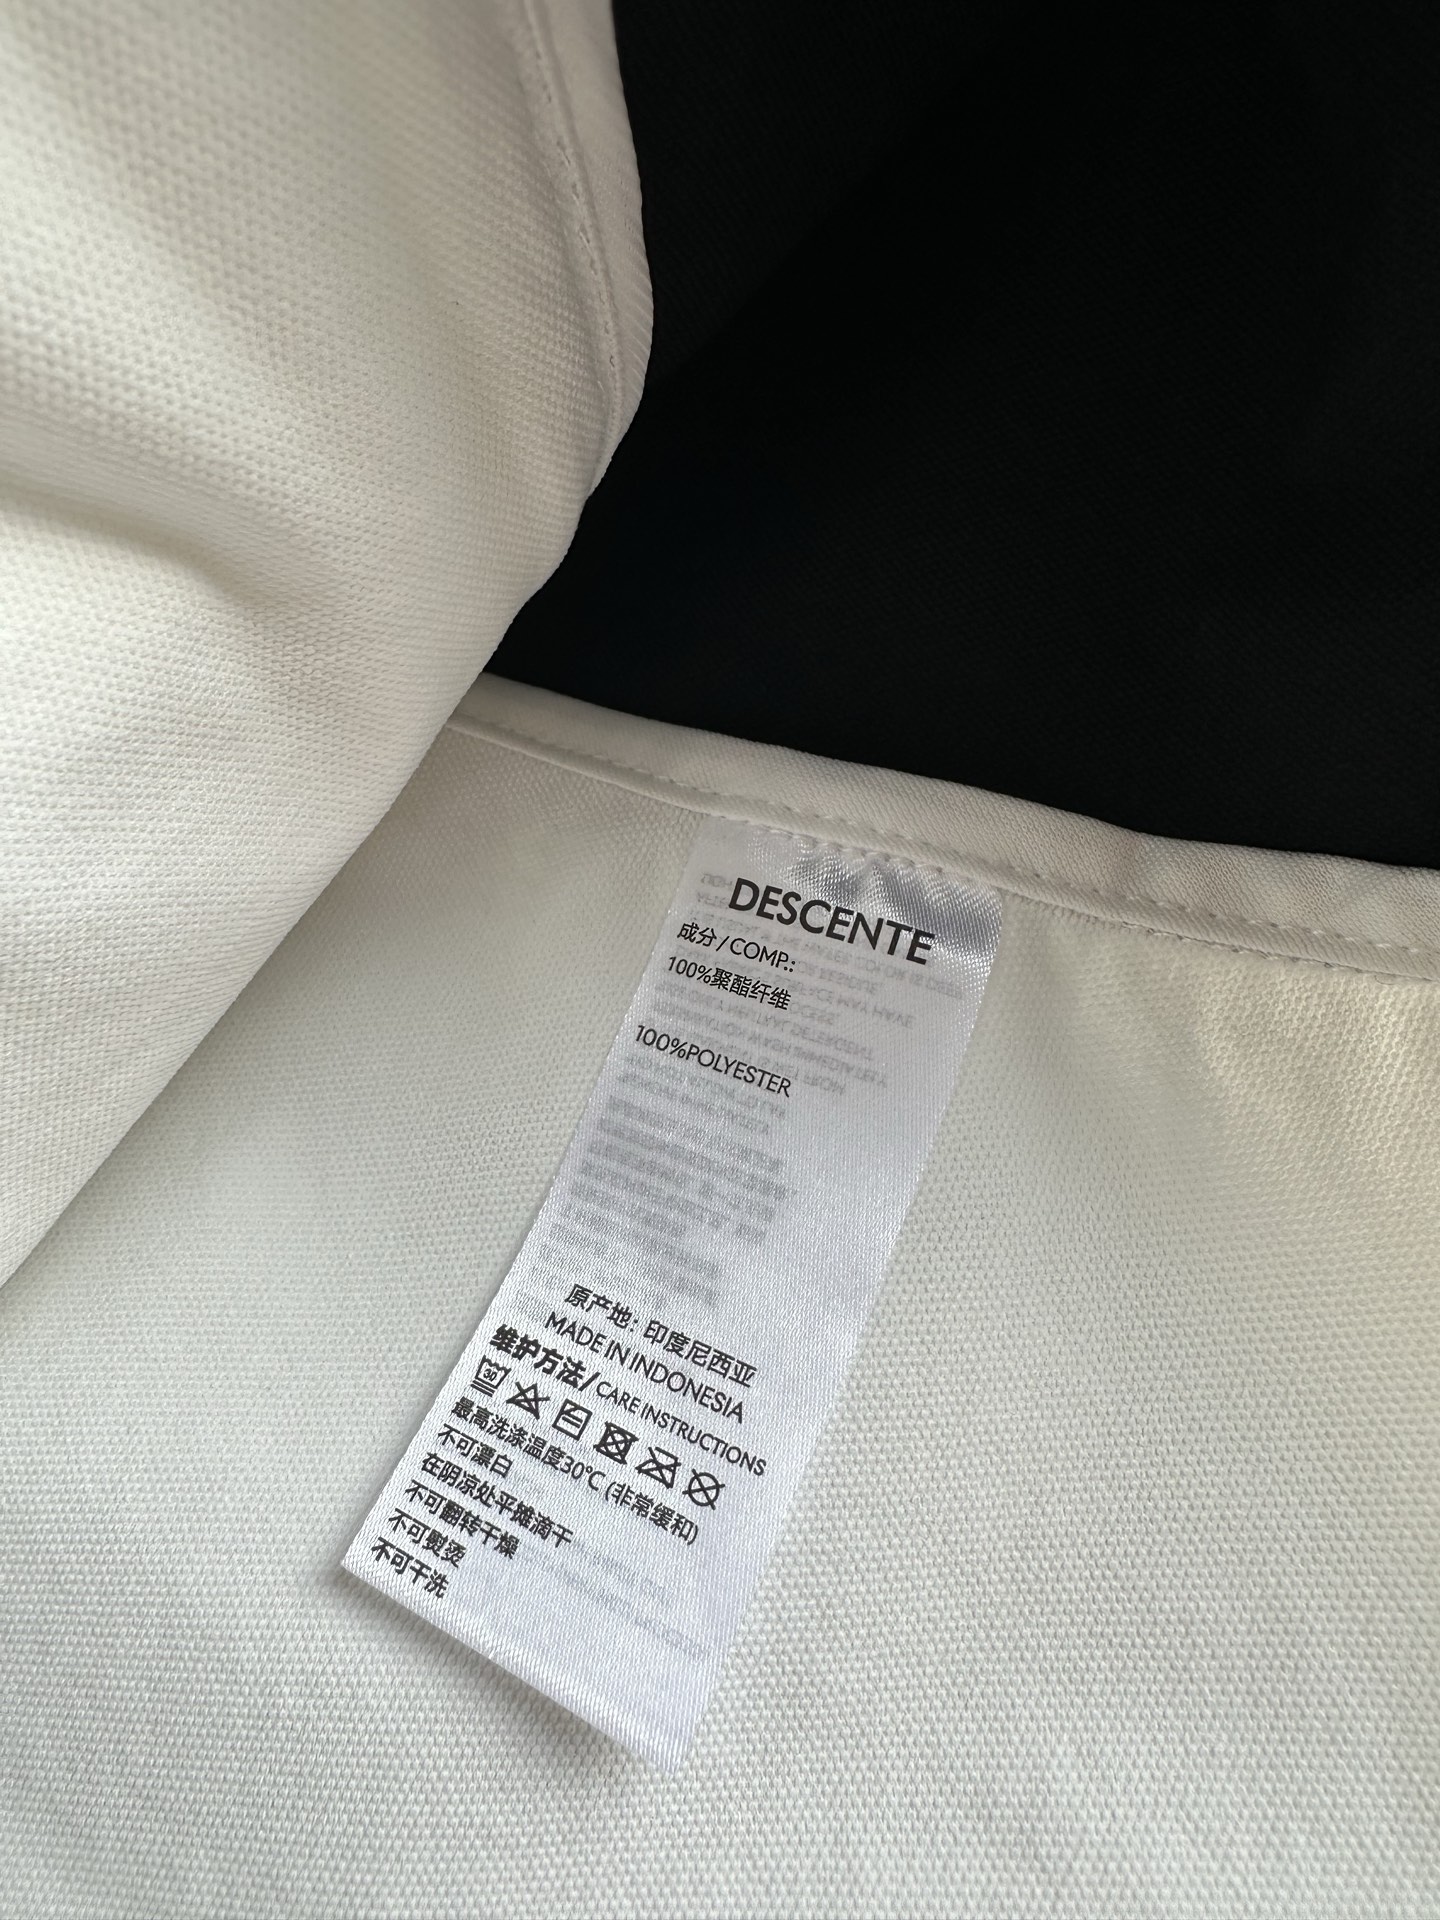 DESCENTE
成分/COMP.:
100%聚酯纤维
100%POLYESTER
原产地: 印度尼西亚
MADE IN INDONESIA
维护方法/CARE INSTRUCTIONS
30
最高洗涤温度30℃ (非常缓和)
不可漂白
在阴凉处平摊滴干
不可翻转干燥
不可熨烫
不可干洗